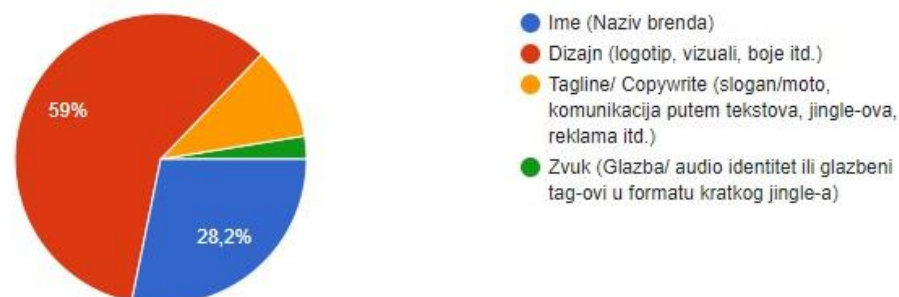 59%
28,2%
Ime (Naziv brenda)
Dizajn (logotip, vizuali, boje itd.)
Tagline/ Copywrite (slogan/moto,
komunikacija putem tekstova, jingle-ova,
reklama itd.)
Zvuk (Glazba/ audio identitet ili glazbeni
tag-ovi u formatu kratkog jingle-a)